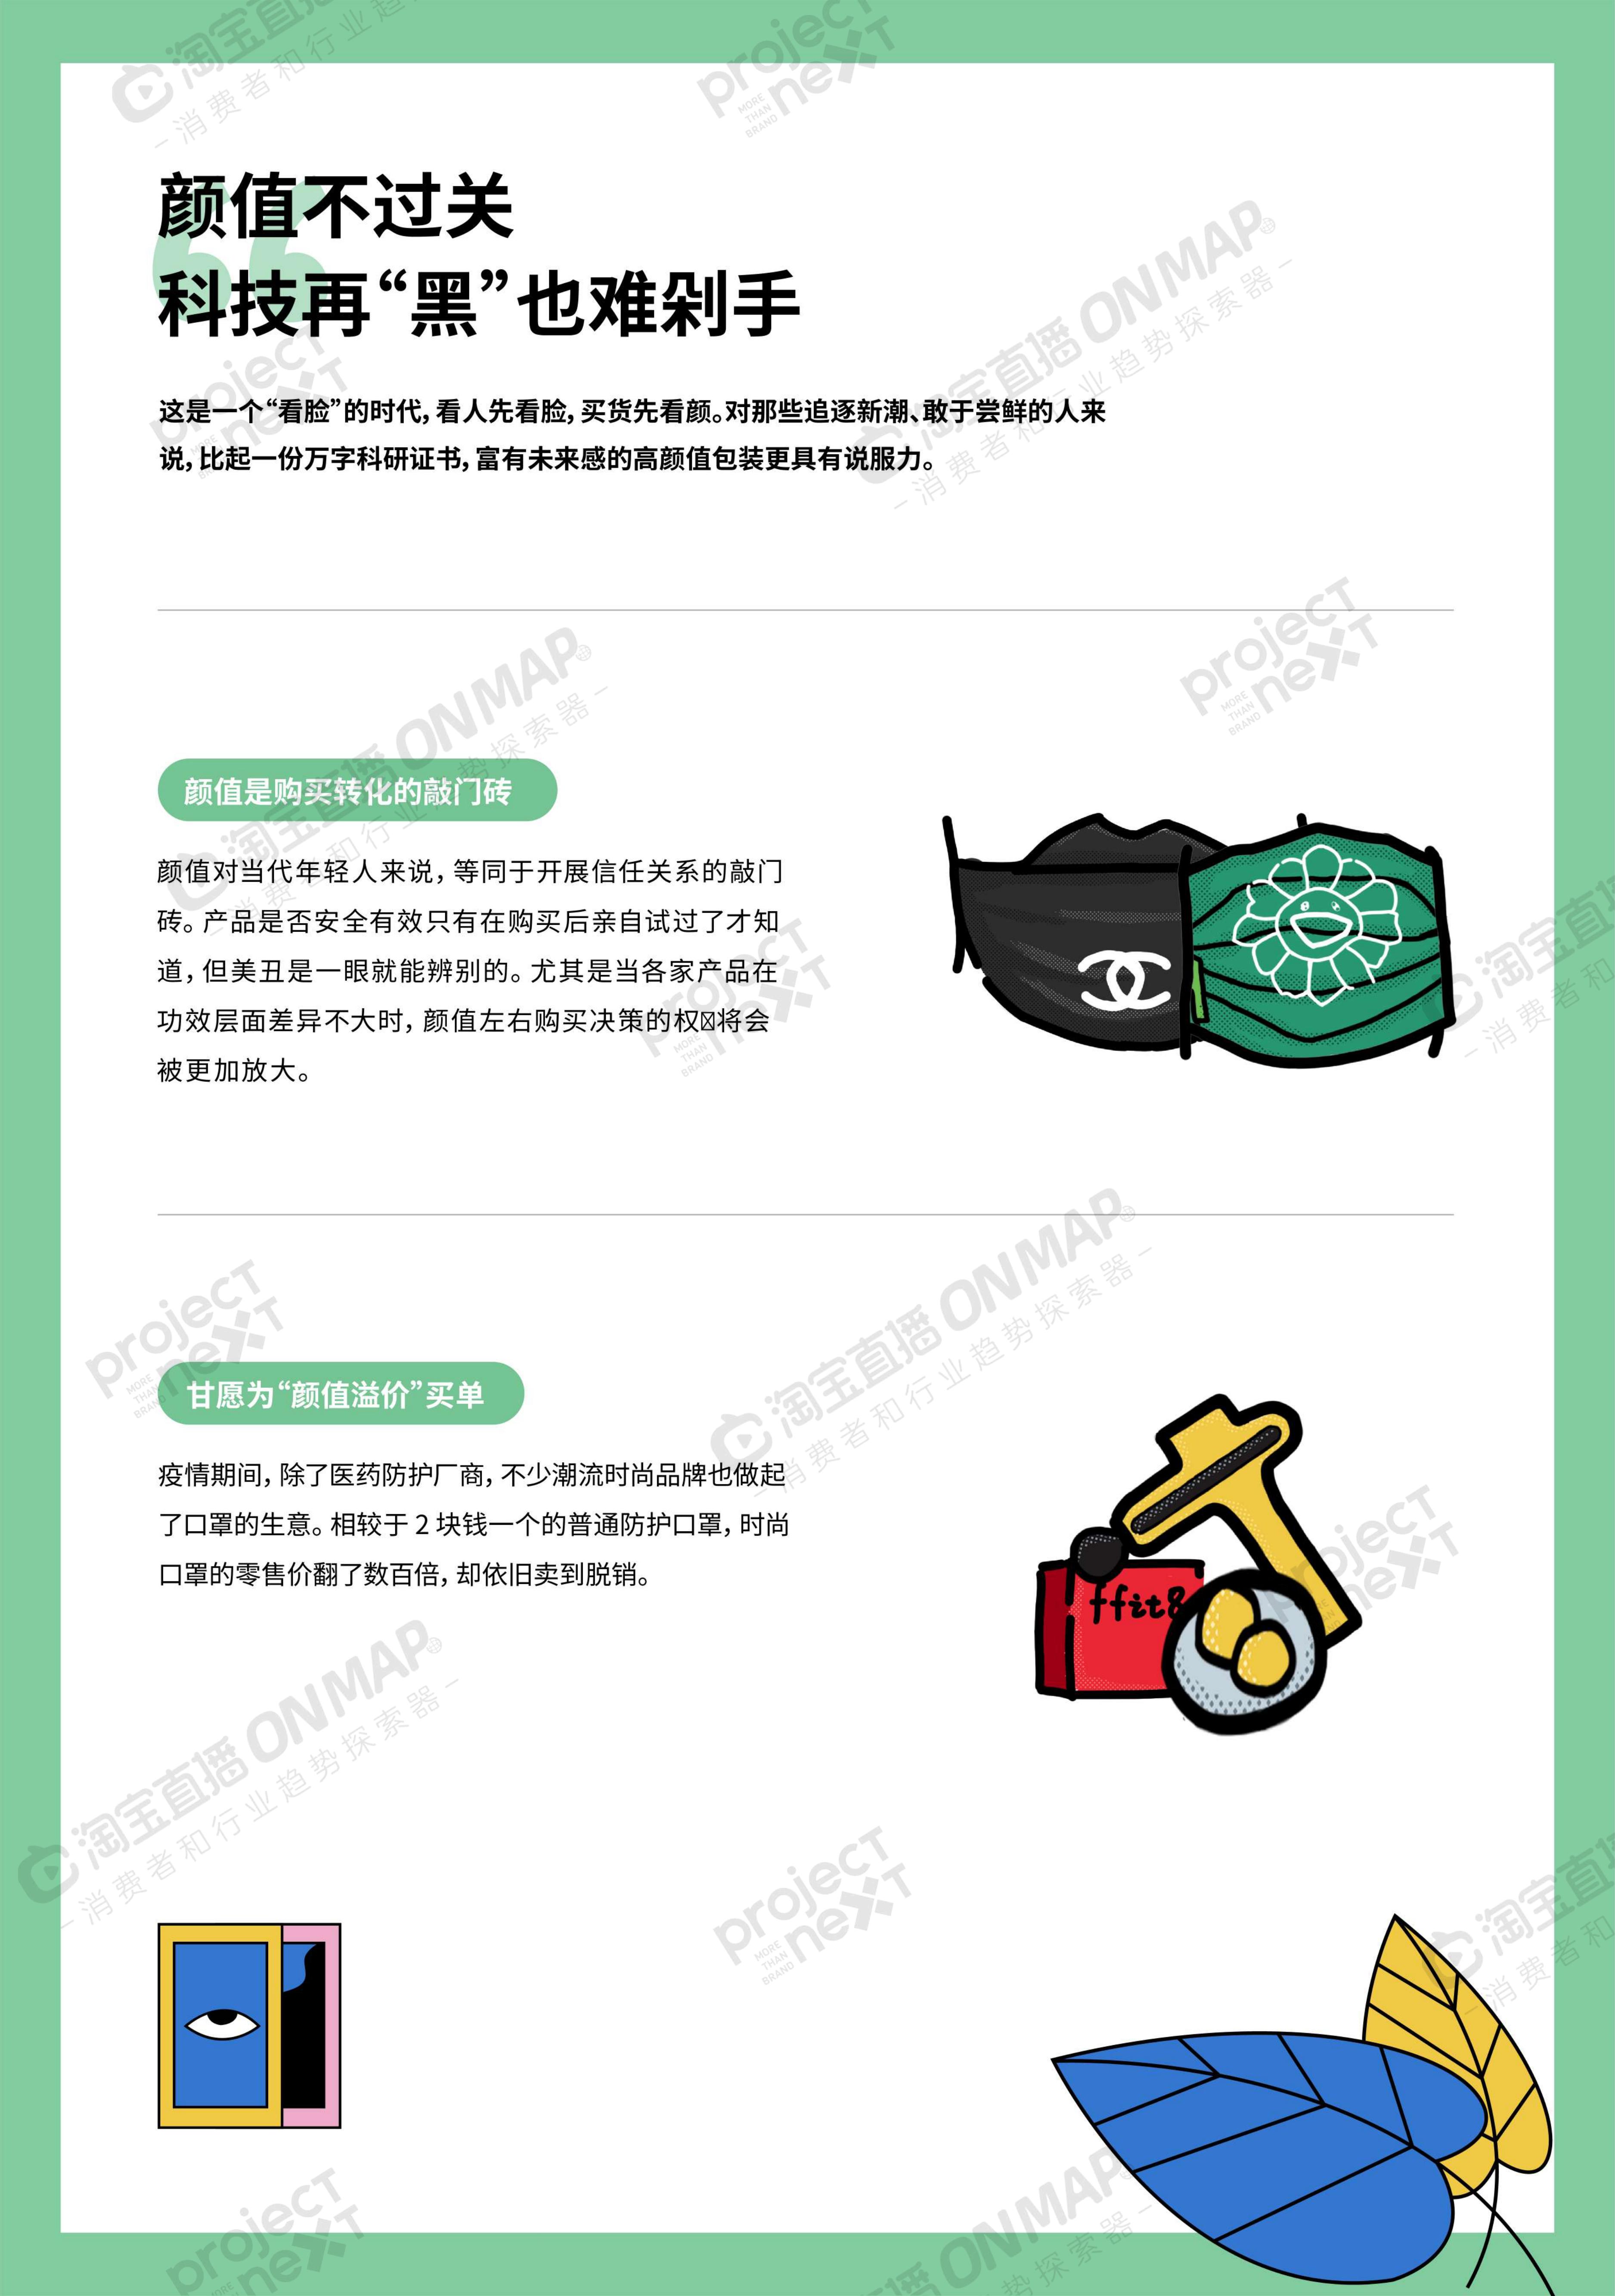 颜值不过关
科技再“黑”也难剁手
这是一个“看脸”的时代，看人先看脸，买货先看颜。对那些追逐新潮、敢于尝鲜的人来
说，比起一份万字科研证书，富有未来感的高颜值包装更具有说服力。
颜值是购买转化的敲门砖
颜值对当代年轻人来说，等同于开展信任关系的敲门
砖。产品是否安全有效只有在购买后亲自试过了才知
道，但美丑是一眼就能辨别的。尤其是当各家产品在
功效层面差异不大时，颜值左右购买决策的权将会
被更加放大。
甘愿为“颜值溢价”买单
疫情期间，除了医药防护厂商，不少潮流时尚品牌也做起
了口罩的生意。相较于 2 块钱一个的普通防护口罩，时尚
口罩的零售价翻了数百倍，却依旧卖到脱销。
ffit8
淘宝直播 ONMAP
－消费者和行业趋势探索器－
project
next
MORE
THAN
BRAND